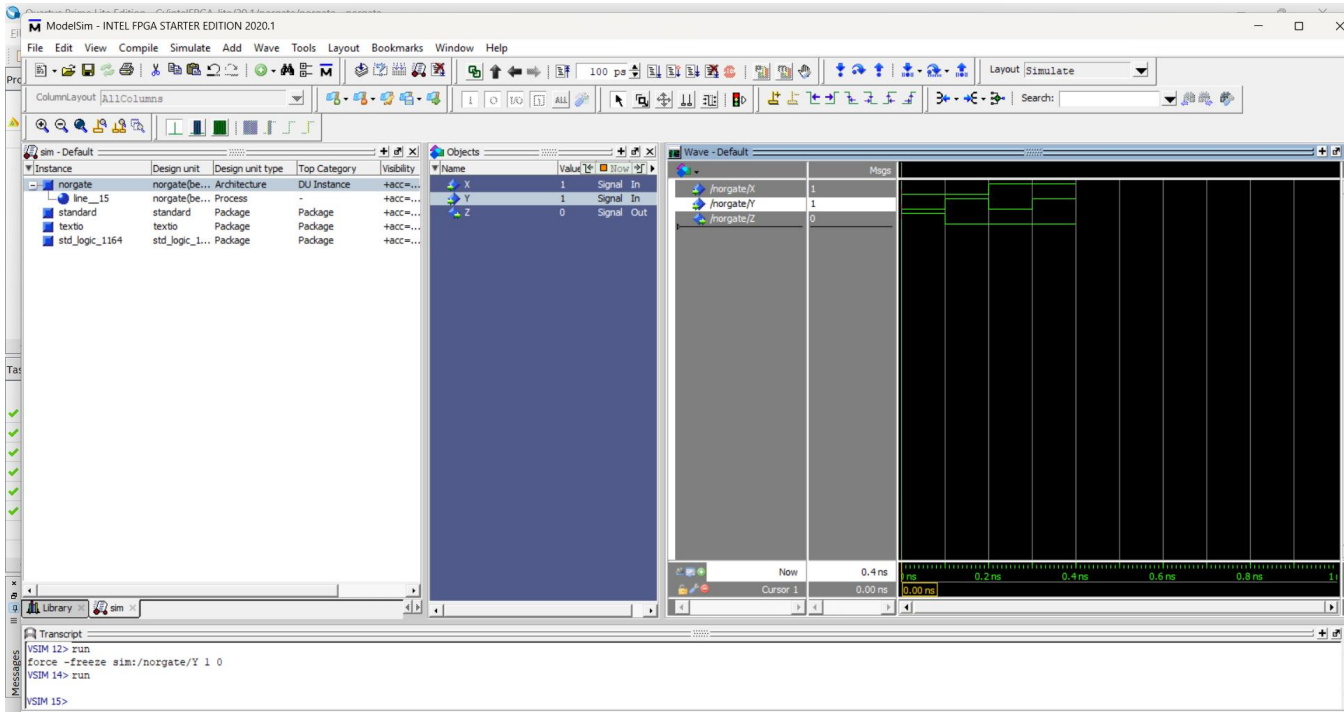 ModelSim - INTEL FPGA STARTER EDITION 2020.1
File Edit View Compile Simulate Add Wave Tools Layout Bookmarks Window Help
100 ps
Layout Simulate
ColumnLayout AllColumns
Search:
sim - Default
Instance Design unit Design unit type Top Category Visibility
norgate norgate(be... Architecture DU Instance +acc=...
line__15 norgate(be... Process - +acc=...
standard standard Package Package +acc=...
textio textio Package Package +acc=...
std_logic_1164 std_logic_1... Package Package +acc=...
Library sim
Objects
Name Value Now
X 1 Signal In
Y 1 Signal In
Z 0 Signal Out
Wave - Default
Msgs
/norgate/X 1
/norgate/Y 1
/norgate/Z 0
Now 0.4 ns
Cursor 1 0.00 ns
ns 0.2 ns 0.4 ns 0.6 ns 0.8 ns
0.00 ns
Transcript
VSIM 12> run
force -freeze sim:/norgate/Y 1 0
VSIM 14> run
VSIM 15>
Messages